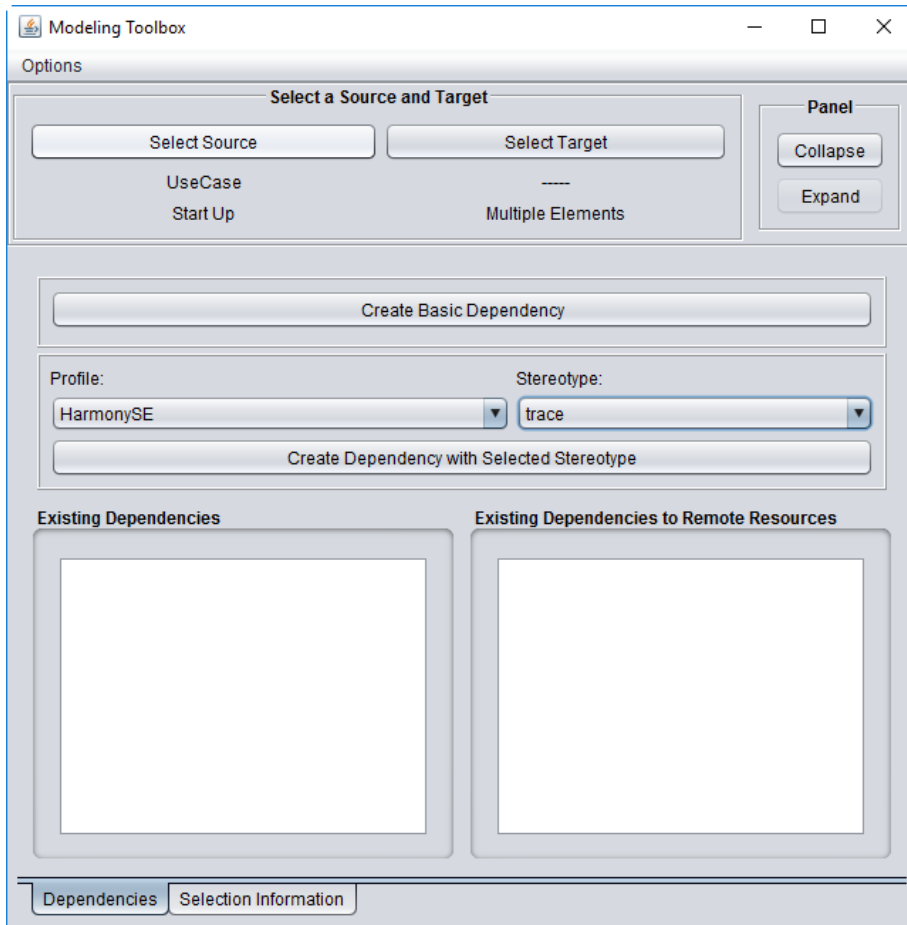 Modeling Toolbox
Options
Select a Source and Target
Panel
Select Source
Select Target
Collapse
UseCase
-----
Expand
Start Up
Multiple Elements
Create Basic Dependency
Profile:
Stereotype:
HarmonySE
trace
Create Dependency with Selected Stereotype
Existing Dependencies
Existing Dependencies to Remote Resources
Dependencies
Selection Information